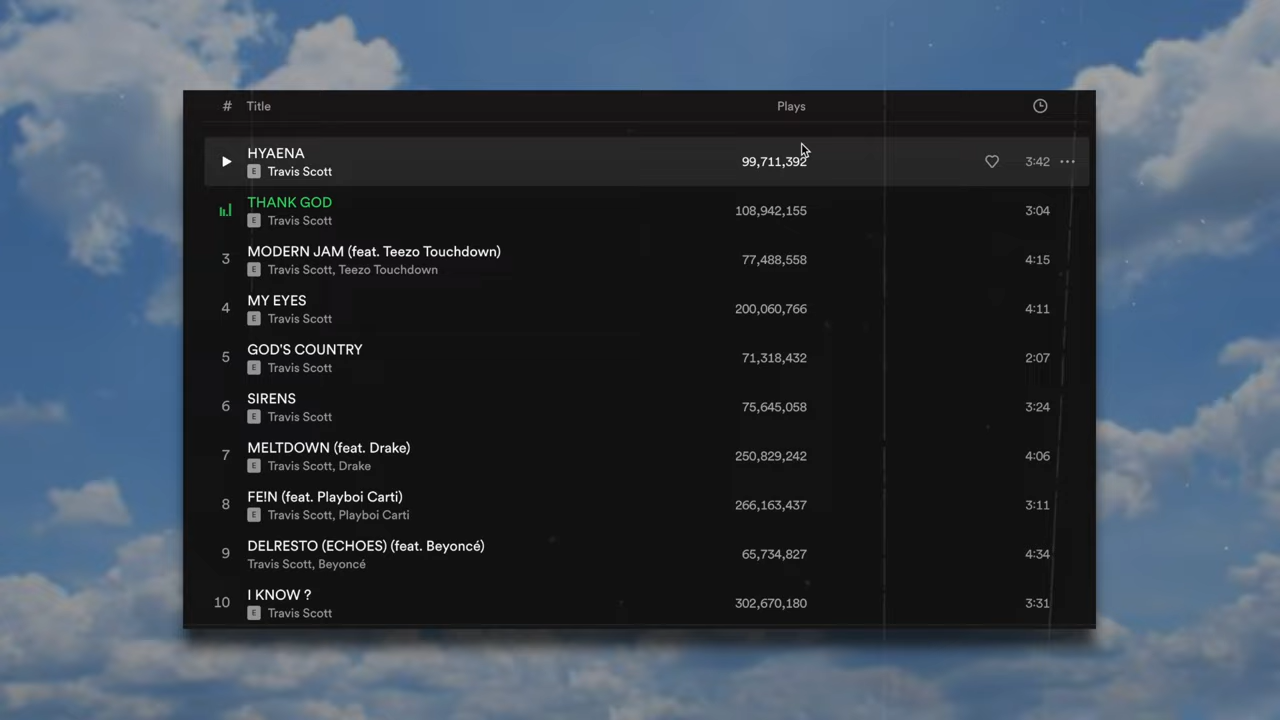 # Title Plays
HYAENA
E Travis Scott
99,711,392 3:42
THANK GOD
E Travis Scott
108,942,155 3:04
3 MODERN JAM (feat. Teezo Touchdown)
E Travis Scott, Teezo Touchdown
77,488,558 4:15
4 MY EYES
E Travis Scott
200,060,766 4:11
5 GOD'S COUNTRY
E Travis Scott
71,318,432 2:07
6 SIRENS
E Travis Scott
75,645,058 3:24
7 MELTDOWN (feat. Drake)
E Travis Scott, Drake
250,829,242 4:06
8 FE!N (feat. Playboi Carti)
E Travis Scott, Playboi Carti
266,163,437 3:11
9 DELRESTO (ECHOES) (feat. Beyoncé)
Travis Scott, Beyoncé
65,734,827 4:34
10 I KNOW ?
E Travis Scott
302,670,180 3:31